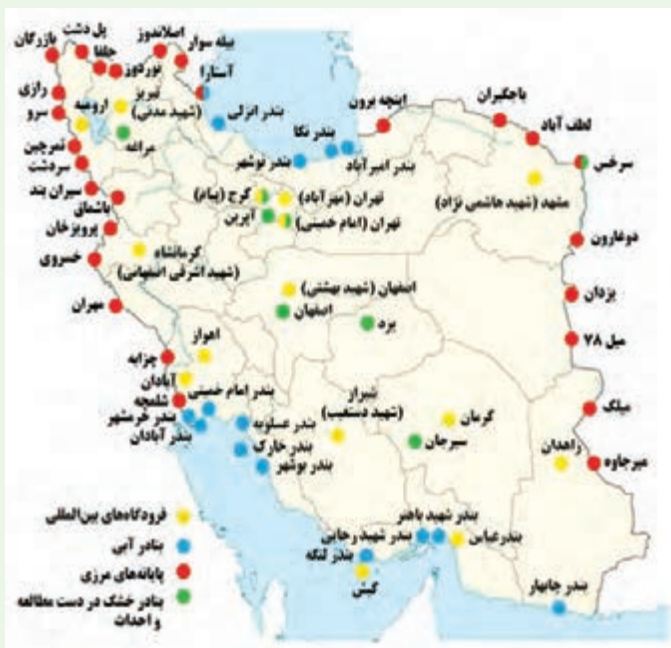 بازرگان
پل دشت
جلفا
نوردوز
اصلاندوز
بیله سوار
آستارا
رازی
سرو
ارومیه
تبریز
(شهید مدنی)
مراغه
بندر انزلی
تمرچین
سردشت
سیران بند
باشماق
پرویزخان
خسروی
مهران
کرمانشاه
(شهید اشرفی اصفهانی)
بندر نوشهر
بندر نکا
بندر امیرآباد
اینچه برون
باجگیران
لطف آباد
سرخس
مشهد (شهید هاشمی نژاد)
دوغارون
یزدان
میل ۷۸
میلک
میرجاوه
زاهدان
کرج (پیام)
تهران (مهرآباد)
آپرین
تهران (امام خمینی)
اصفهان (شهید بهشتی)
اصفهان
یزد
اهواز
چزابه
آبادان
شلمچه
بندر خرمشهر
بندر آبادان
بندر امام خمینی
بندر عسلویه
بندر خارک
بندر بوشهر
شیراز
(شهید دستغیب)
کرمان
سیرجان
بندر شهید باهنر
بندر شهید رجایی
بندرعباس
بندر لنگه
کیش
بندر چابهار
فرودگاه‌های بین‌المللی
بنادر آبی
پایانه‌های مرزی
بنادر خشک در دست مطالعه
و احداث